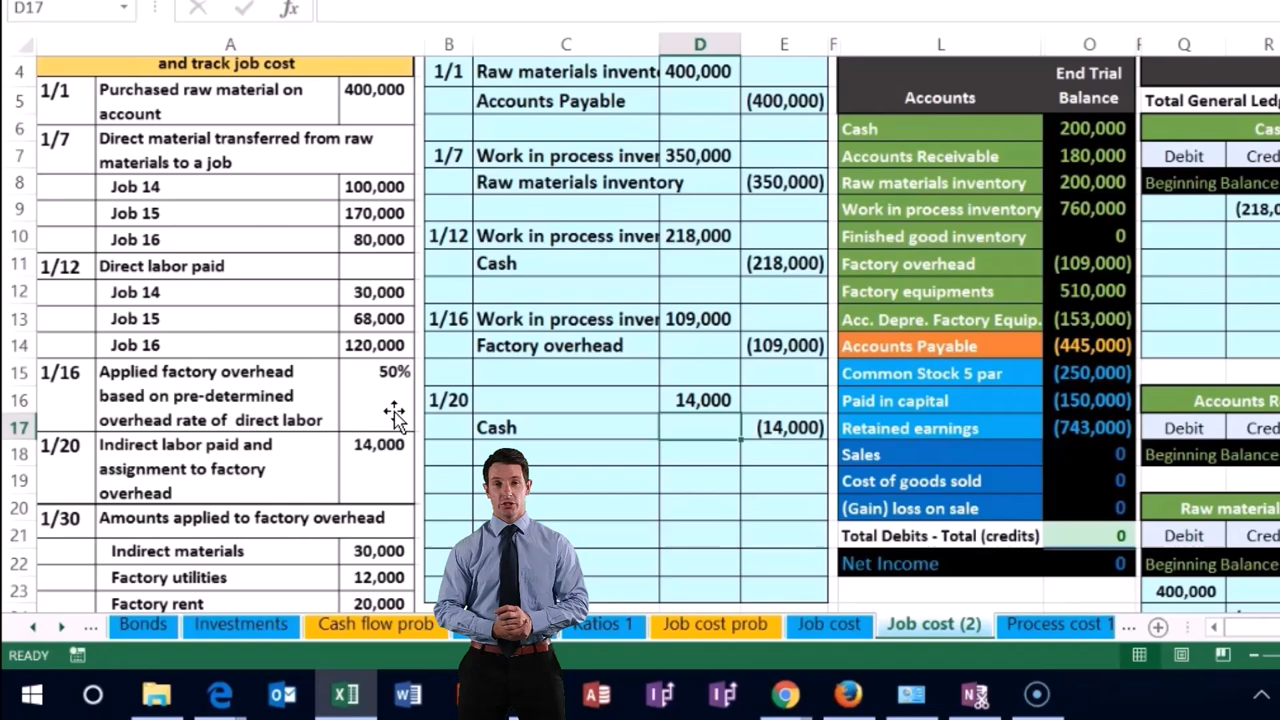 D17
fx
A B C D E F L O Q R
and track job cost
4 1/1 Raw materials invent 400,000
End Trial
Balance
Accounts
1/1 Purchased raw material on 400,000
account
5 Accounts Payable (400,000)
Total General Led
6 Cash 200,000
Cas
1/7 Direct material transferred from raw
materials to a job
7 1/7 Work in process inver 350,000
Accounts Receivable 180,000
Debit Cred
8 Job 14 100,000
Raw materials inventory (350,000)
Raw materials inventory 200,000
Beginning Balance
9 Job 15 170,000
Work in process inventory 760,000
(218,0
10 Job 16 80,000
1/12 Work in process inver 218,000
Finished good inventory 0
11 1/12 Direct labor paid
Cash (218,000)
Factory overhead (109,000)
12 Job 14 30,000
Factory equipments 510,000
13 Job 15 68,000
1/16 Work in process inver 109,000
Acc. Depre. Factory Equip. (153,000)
14 Job 16 120,000
Factory overhead (109,000)
Accounts Payable (445,000)
15 1/16 Applied factory overhead 50%
based on pre-determined
overhead rate of direct labor
Common Stock 5 par (250,000)
16 1/20 14,000
Paid in capital (150,000)
Accounts R
17 Cash (14,000)
Retained earnings (743,000)
Debit Cred
18 1/20 Indirect labor paid and 14,000
assignment to factory
overhead
Sales 0
Beginning Balance
19 Cost of goods sold 0
20 (Gain) loss on sale 0
Raw material
1/30 Amounts applied to factory overhead
21 Total Debits - Total (credits) 0
Debit Cred
22 Indirect materials 30,000
Net Income 0
Beginning Balance
23 Factory utilities 12,000
400,000
Factory rent 20,000
... Bonds Investments Cash flow prob Ratios 1 Job cost prob Job cost Job cost (2) Process cost 1 ...
READY